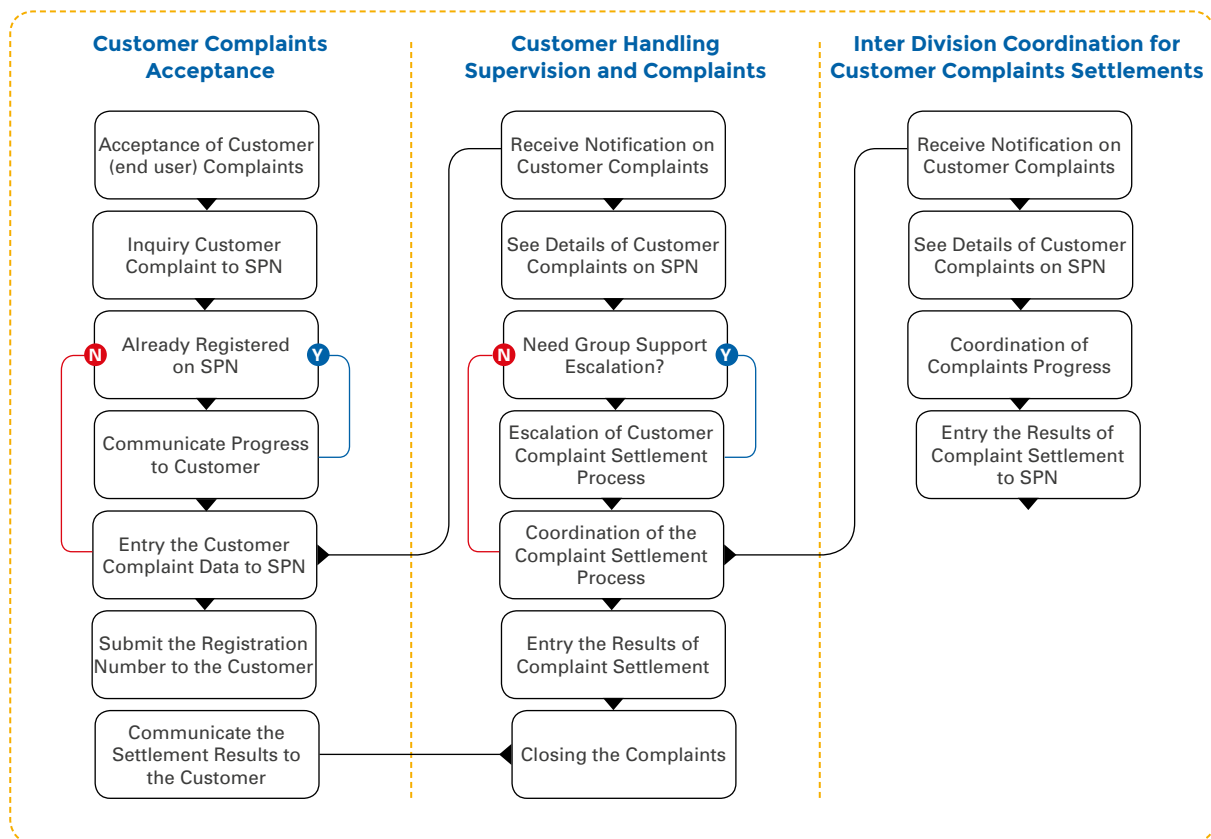 Customer Complaints
Acceptance
Acceptance of Customer
(end user) Complaints
Inquiry Customer
Complaint to SPN
N
Already Registered
on SPN
Y
Communicate Progress
to Customer
Entry the Customer
Complaint Data to SPN
Submit the Registration
Number to the Customer
Communicate the
Settlement Results to
the Customer
Customer Handling
Supervision and Complaints
Receive Notification on
Customer Complaints
See Details of Customer
Complaints on SPN
N
Need Group Support
Escalation?
Y
Escalation of Customer
Complaint Settlement
Process
Coordination of the
Complaint Settlement
Process
Entry the Results of
Complaint Settlement
Closing the Complaints
Inter Division Coordination for
Customer Complaints Settlements
Receive Notification on
Customer Complaints
See Details of Customer
Complaints on SPN
Coordination of
Complaints Progress
Entry the Results of
Complaint Settlement
to SPN